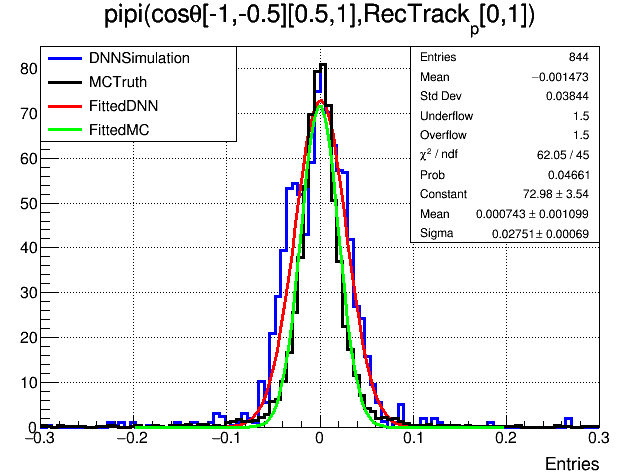 pipi(cosθ[-1,-0.5][0.5,1],RecTrack_p[0,1])
DNNSimulation
MCTruth
FittedDNN
FittedMC
Entries 844
Mean −0.001473
Std Dev 0.03844
Underflow 1.5
Overflow 1.5
χ² / ndf 62.05 / 45
Prob 0.04661
Constant 72.98 ± 3.54
Mean 0.000743 ± 0.001099
Sigma 0.02751 ± 0.00069
80
70
60
50
40
30
20
10
0
−0.3 −0.2 −0.1 0 0.1 0.2 0.3
Entries